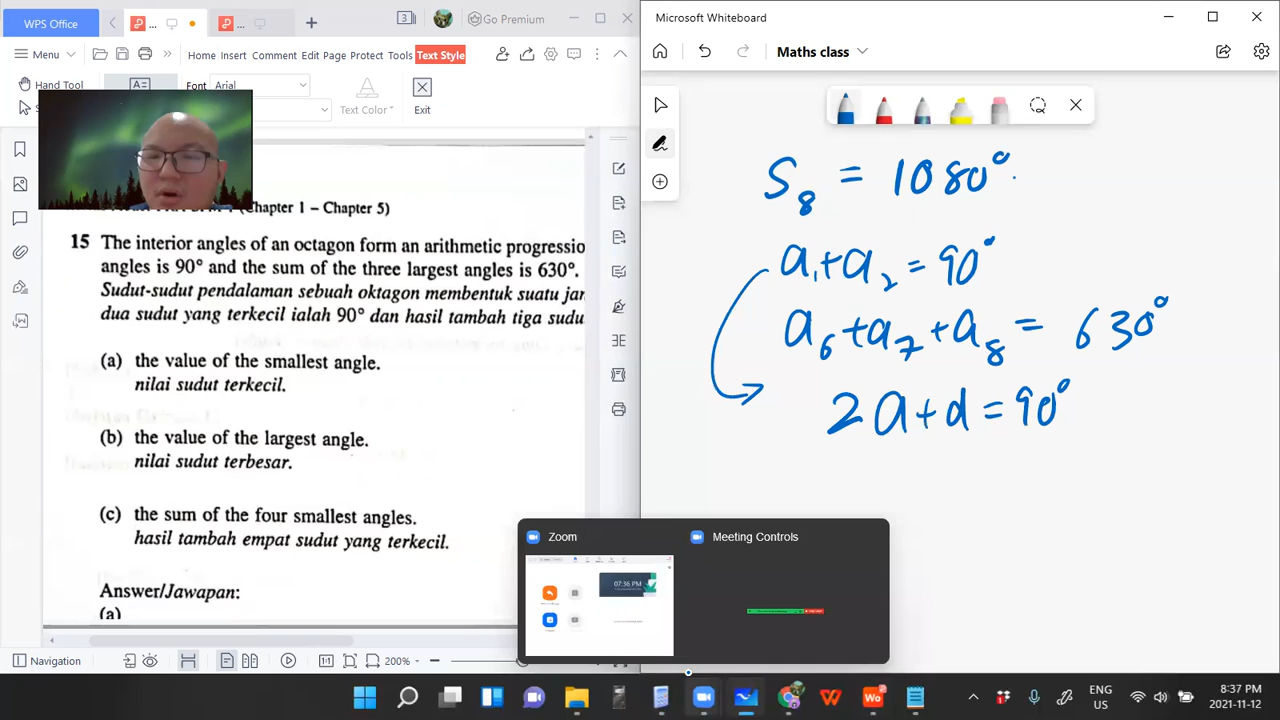 WPS Office
...
...
3
Go Premium
Menu
Home Insert Comment Edit Page Protect Tools Text Style
Hand Tool
Font Arial
Text Color
Exit
(Chapter 1 – Chapter 5)
15 The interior angles of an octagon form an arithmetic progressio
angles is 90° and the sum of the three largest angles is 630°.
Sudut-sudut pendalaman sebuah oktagon membentuk suatu jan
dua sudut yang terkecil ialah 90° dan hasil tambah tiga sudu
(a) the value of the smallest angle.
nilai sudut terkecil.
(b) the value of the largest angle.
nilai sudut terbesar.
(c) the sum of the four smallest angles.
hasil tambah empat sudut yang terkecil.
Answer/Jawapan:
(a)
Navigation
1:1
200%
Microsoft Whiteboard
Maths class
S8 = 1080°
a1+a2 = 90°
a6+a7+a8 = 630°
2a+d=90°
Zoom
Meeting Controls
07:36 PM
ENG
US
8:37 PM
2021-11-12